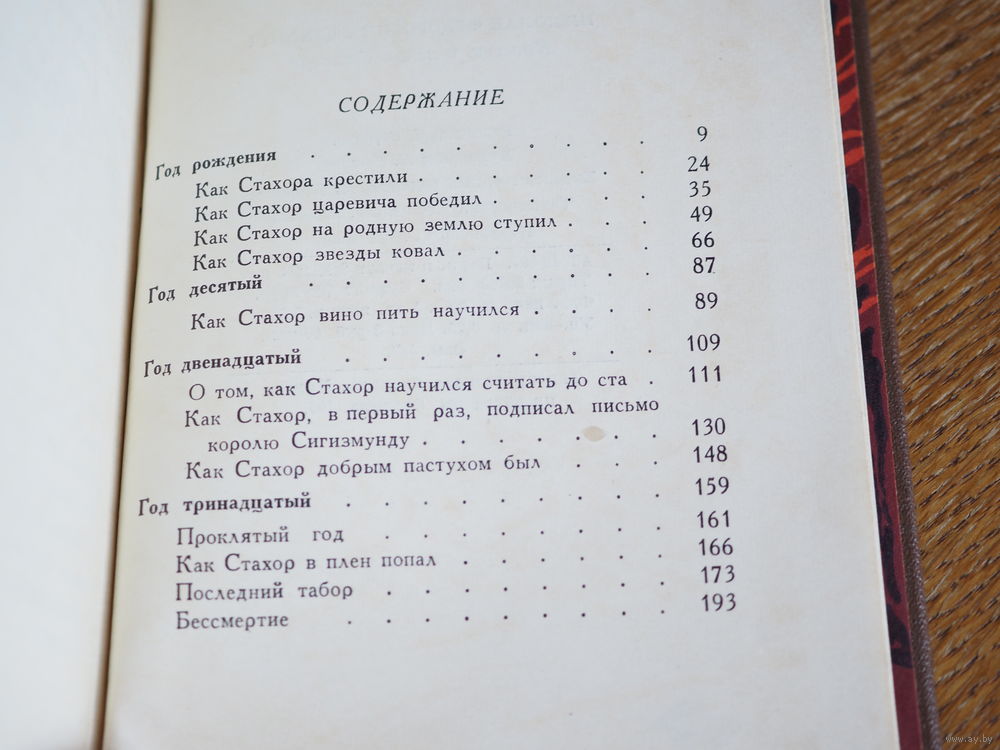 СОДЕРЖАНИЕ
Год рождения . . . . . . . . . 9
Как Стахора крестили . . . . . . 24
Как Стахор царевича победил . . . . . 35
Как Стахор на родную землю ступил . . . 49
Как Стахор звезды ковал . . . . . . 66
Год десятый . . . . . . . . . 87
Как Стахор вино пить научился . . . . 89
Год двенадцатый . . . . . . . . 109
О том, как Стахор научился считать до ста . 111
Как Стахор, в первый раз, подписал письмо
королю Сигизмунду . . . . . . . 130
Как Стахор добрым пастухом был . . . 148
Год тринадцатый . . . . . . . . . 159
Проклятый год . . . . . . . . 161
Как Стахор в плен попал . . . . . . 166
Последний табор . . . . . . . . 173
Бессмертие . . . . . . . . . 193
www.ay.by